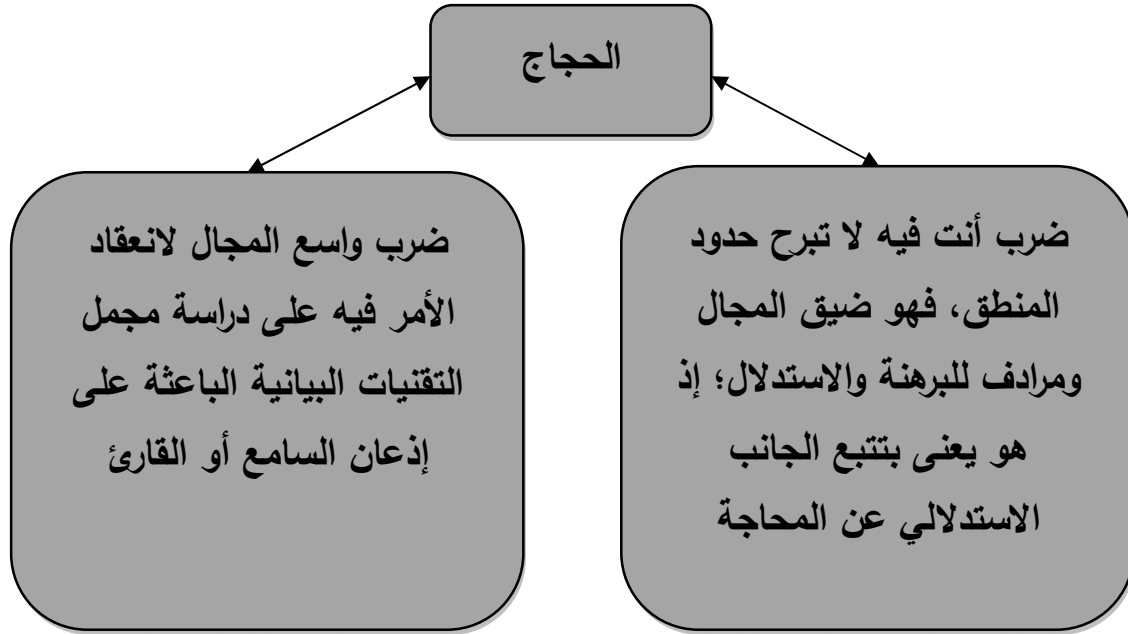 الحجاج
ضرب أنت فيه لا تبرح حدود
المنطق، فهو ضيق المجال
ومرادف للبرهنة والاستدلال؛ إذ
هو يعنى بتتبع الجانب
الاستدلالي عن المحاجة
ضرب واسع المجال لانعقاد
الأمر فيه على دراسة مجمل
التقنيات البيانية الباعثة على
إذعان السامع أو القارئ